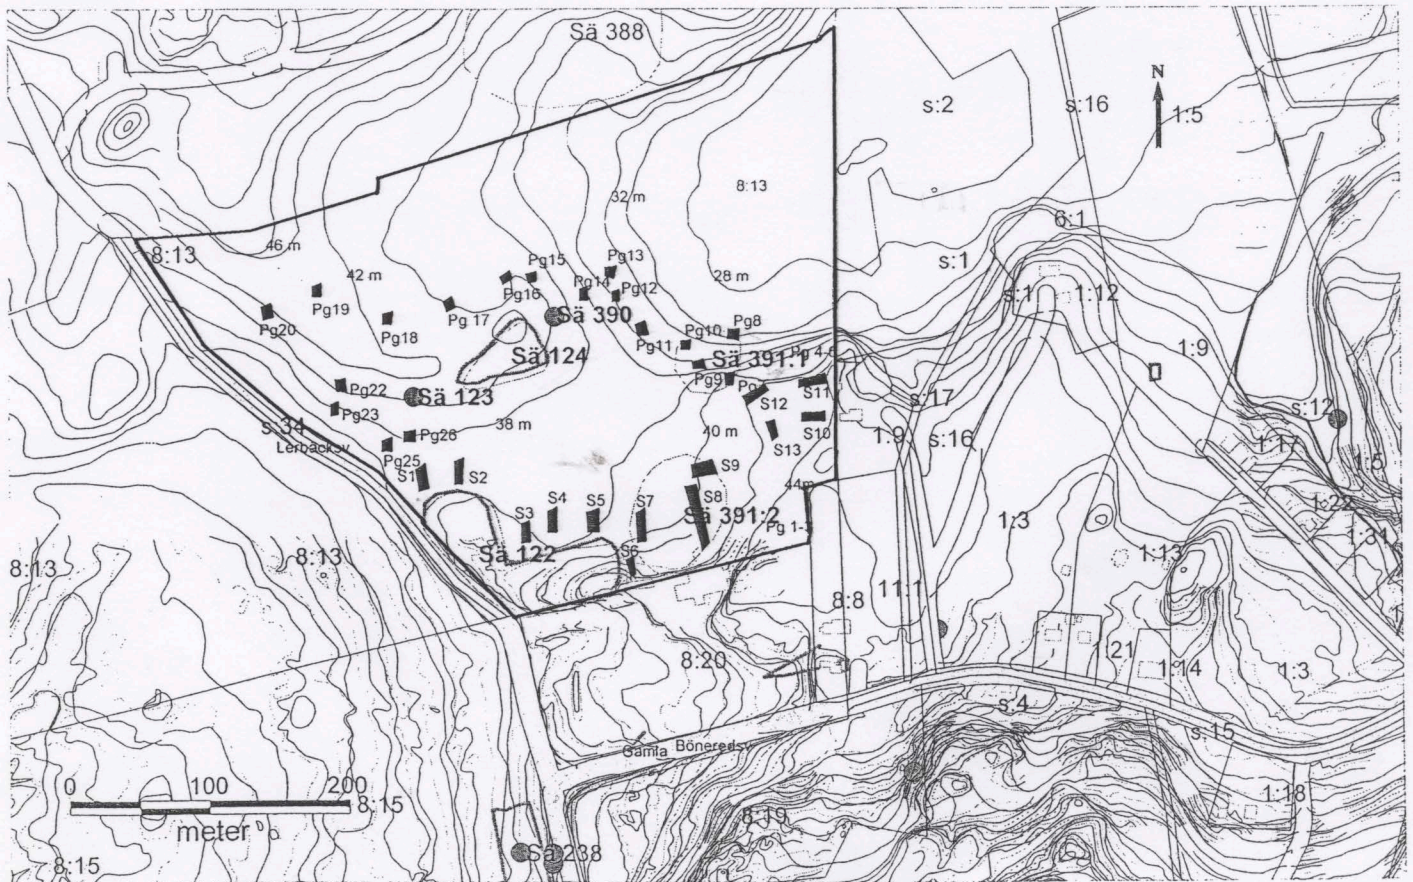 Sä 388
N
s:2
s:16
1:5
8:13
32 m
6:1
8:13
46 m
42 m
28 m
s:1
s:1
1:12
Pg15
Pg13
Pg14
Pg16
Pg12
Pg19
Pg20
Pg 17
Pg18
Sä 390
Pg11
Pg10
Pg8
1:9
Sä 124
Sä 391:1
Pg 4-6
Pg9
Pg22
Sä 123
S12
S11
s:17
s:12
Pg23
s:34
Lerbäcksv
Pg26
38 m
40 m
S13
S10
1:9
s:16
1:17
Pg25
S1
S2
S9
1:5
44m
S3
S4
S5
S7
S8
Sä 391:2
1:22
1:3
1:31
Sä 122
S6
8:13
8:13
1:13
8:8
11:1
8:20
1:21
1:14
1:3
s:4
s:15
Gamla Böneredsv
0 100 200
8:15
meter
8:19
1:18
8:15
Sä 238